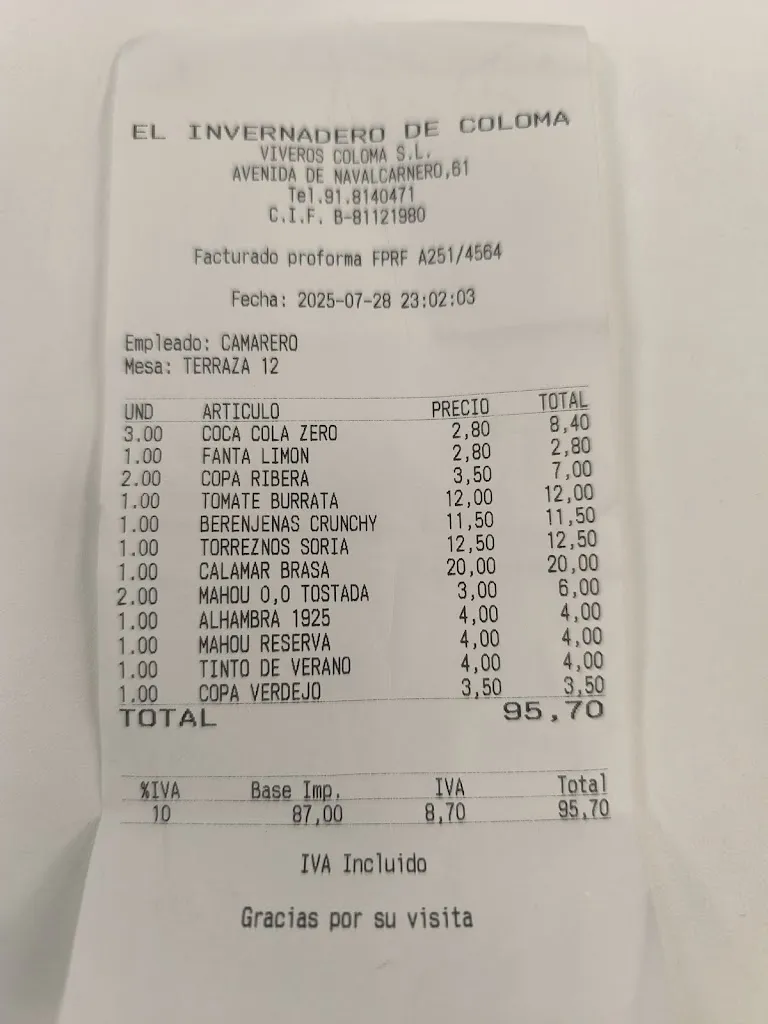 EL INVERNADERO DE COLOMA
VIVEROS COLOMA S.L.
AVENIDA DE NAVALCARNERO,61
Tel.91.8140471
C.I.F. B-81121980
Facturado proforma FPRF A251/4564
Fecha: 2025-07-28 23:02:03
Empleado: CAMARERO
Mesa: TERRAZA 12
UND ARTICULO PRECIO TOTAL
3.00 COCA COLA ZERO 2,80 8,40
1.00 FANTA LIMON 2,80 2,80
2.00 COPA RIBERA 3,50 7,00
1.00 TOMATE BURRATA 12,00 12,00
1.00 BERENJENAS CRUNCHY 11,50 11,50
1.00 TORREZNOS SORIA 12,50 12,50
1.00 CALAMAR BRASA 20,00 20,00
2.00 MAHOU 0,0 TOSTADA 3,00 6,00
1.00 ALHAMBRA 1925 4,00 4,00
1.00 MAHOU RESERVA 4,00 4,00
1.00 TINTO DE VERANO 4,00 4,00
1.00 COPA VERDEJO 3,50 3,50
TOTAL 95,70
%IVA Base Imp. IVA Total
10 87,00 8,70 95,70
IVA Incluido
Gracias por su visita